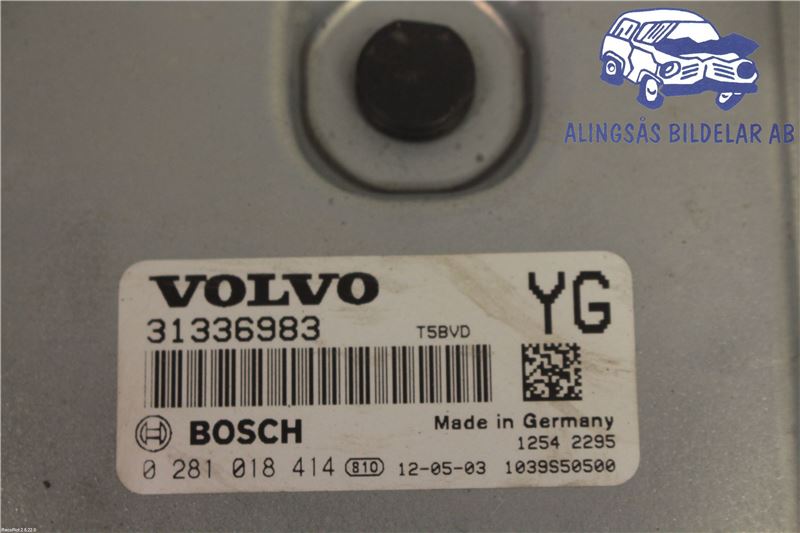 ALINGSÅS BILDELAR AB
VOLVO
YG
31336983 T5BVD
BOSCH
Made in Germany
1254 2295
0 281 018 414 810 12-05-03 1039S50500